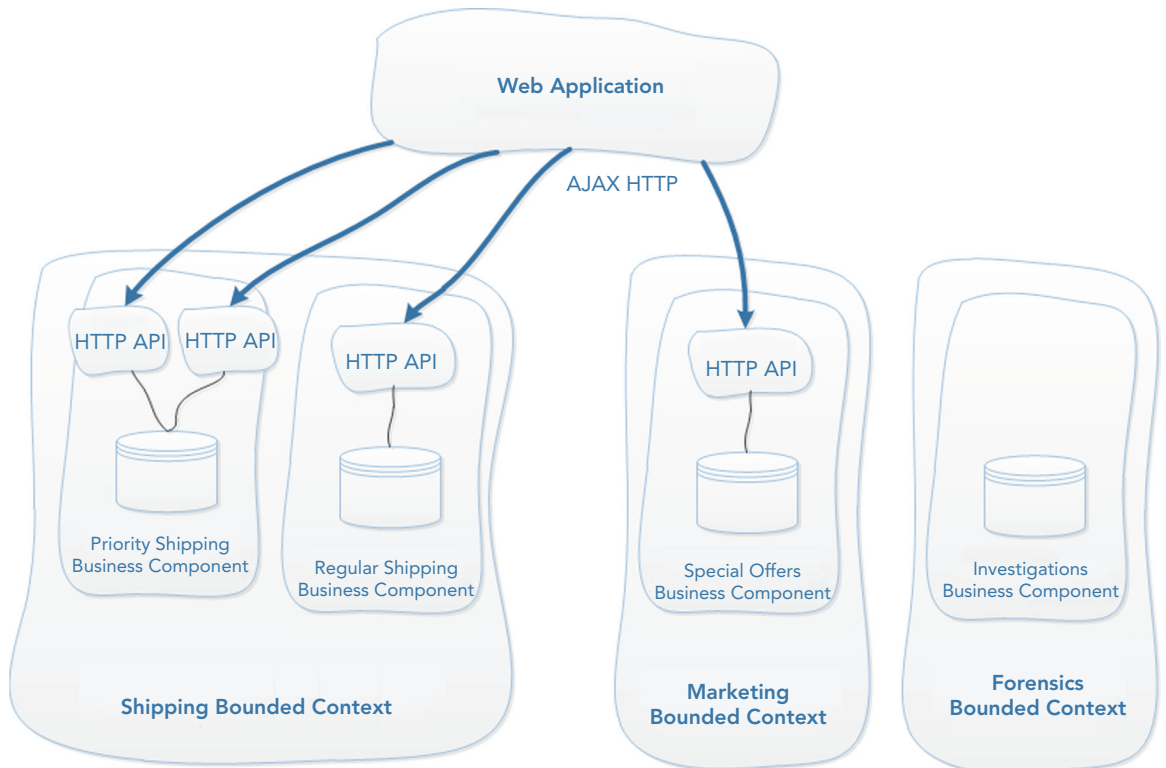 Web Application
AJAX HTTP
HTTP API
HTTP API
HTTP API
HTTP API
Priority Shipping
Business Component
Regular Shipping
Business Component
Special Offers
Business Component
Investigations
Business Component
Shipping Bounded Context
Marketing
Bounded Context
Forensics
Bounded Context